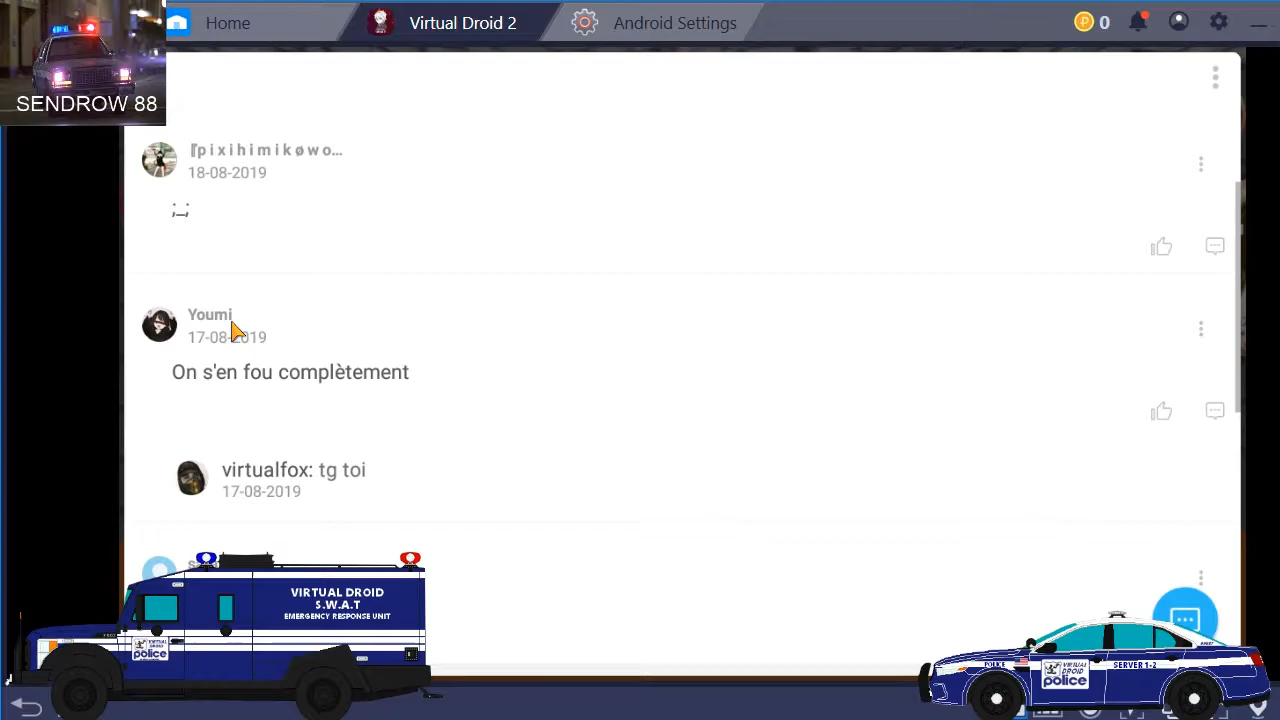 Home
Virtual Droid 2
Android Settings
0
SENDROW 88
『p i x i h i m i k ø w o...
18-08-2019
;_;
Youmi
17-08-2019
On s'en fou complètement
virtualfox: tg toi
17-08-2019
VIRTUAL DROID
S.W.A.T
EMERGENCY RESPONSE UNIT
VIRTUAL
DROID
police
POLICE
VIRTUAL
DROID
police
SERVER 1-2